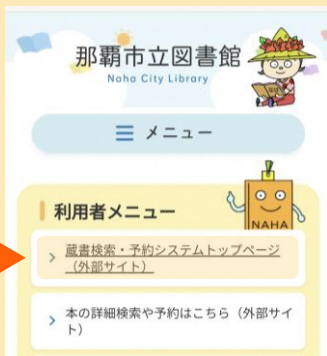 那覇市立図書館
Naha City Library
メニュー
利用者メニュー
NAHA
蔵書検索・予約システムトップページ
（外部サイト）
本の詳細検索や予約はこちら（外部サイ
ト）